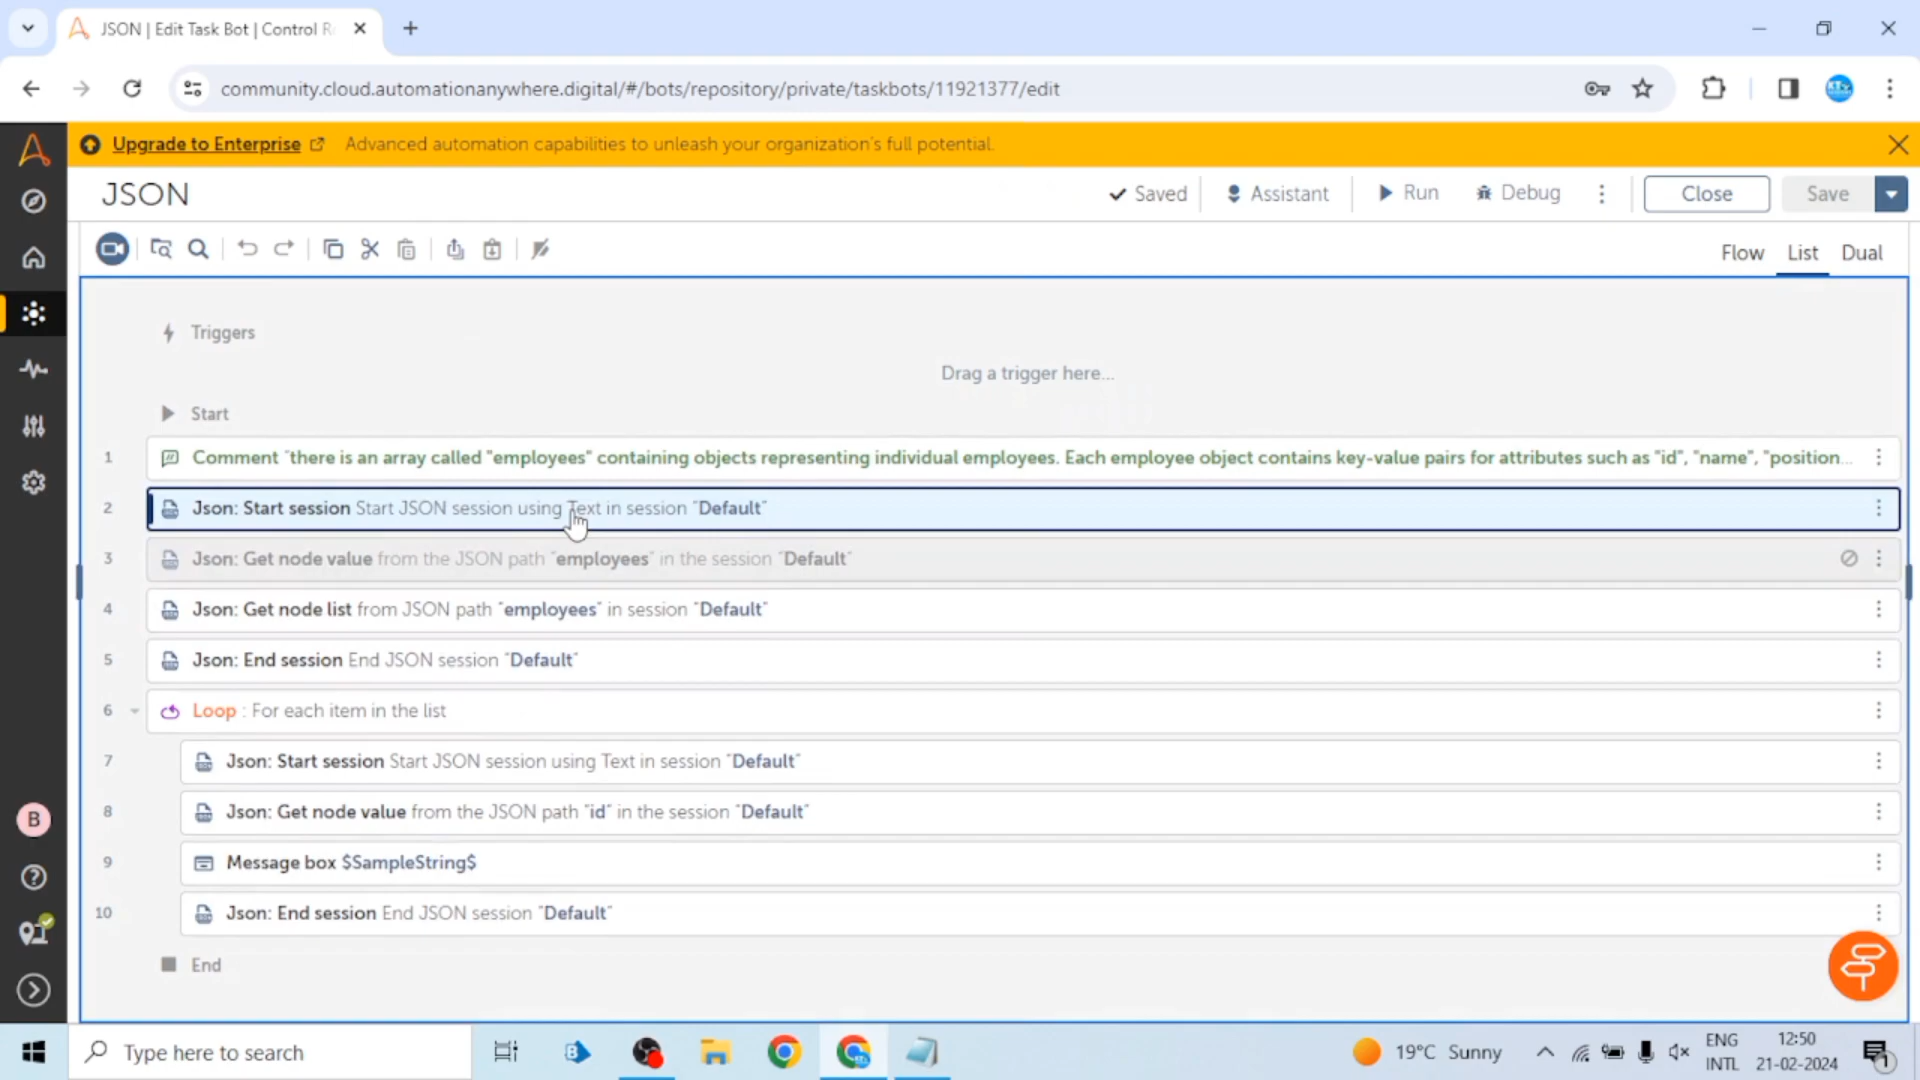 JSON | Edit Task Bot | Control R
community.cloud.automationanywhere.digital/#/bots/repository/private/taskbots/11921377/edit
Upgrade to Enterprise Advanced automation capabilities to unleash your organization's full potential.
JSON Saved Assistant Run Debug Close Save
Flow List Dual
Triggers
Drag a trigger here...
Start
1 Comment "there is an array called "employees" containing objects representing individual employees. Each employee object contains key-value pairs for attributes such as "id", "name", "position...
2 Json: Start session Start JSON session using Text in session "Default"
3 Json: Get node value from the JSON path "employees" in the session "Default"
4 Json: Get node list from JSON path "employees" in session "Default"
5 Json: End session End JSON session "Default"
6 Loop : For each item in the list
7 Json: Start session Start JSON session using Text in session "Default"
8 Json: Get node value from the JSON path "id" in the session "Default"
9 Message box $SampleString$
10 Json: End session End JSON session "Default"
End
B
Type here to search
19°C Sunny
ENG
INTL
12:50
21-02-2024
1